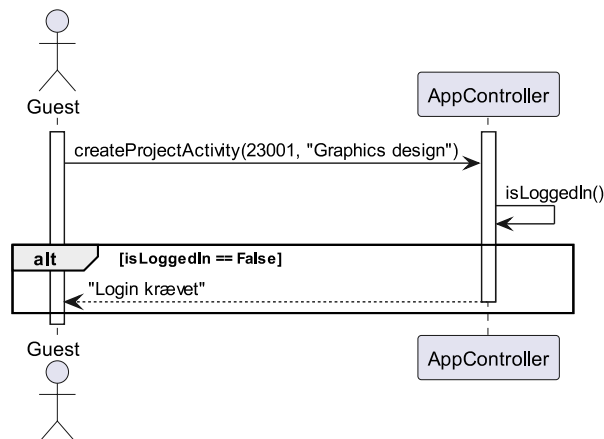 Guest
AppController
createProjectActivity(23001, "Graphics design")
isLoggedIn()
alt
[isLoggedIn == False]
"Login krævet"
Guest
AppController